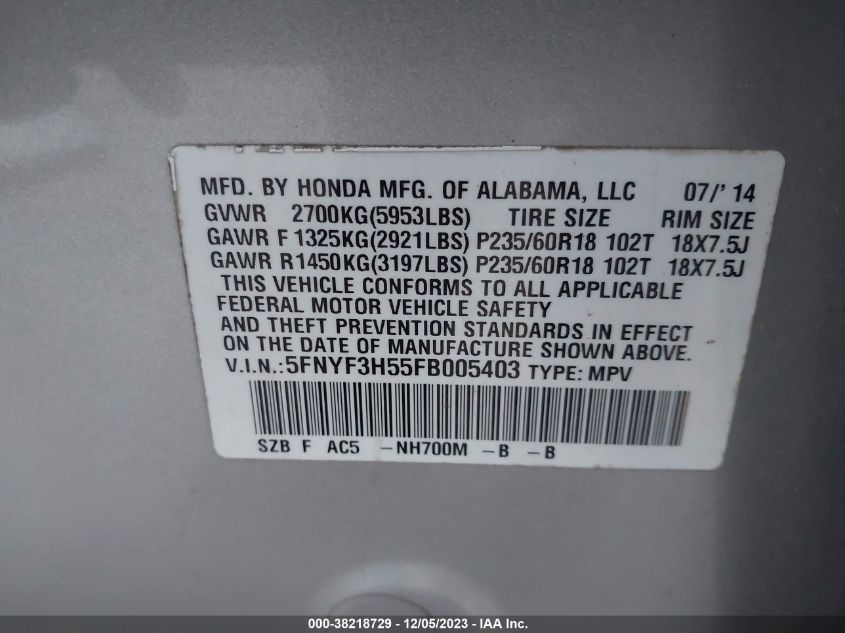 MFD. BY HONDA MFG. OF ALABAMA, LLC 07/'14
GVWR 2700KG(5953LBS) TIRE SIZE RIM SIZE
GAWR F 1325KG(2921LBS) P235/60R18 102T 18X7.5J
GAWR R1450KG(3197LBS) P235/60R18 102T 18X7.5J
THIS VEHICLE CONFORMS TO ALL APPLICABLE
FEDERAL MOTOR VEHICLE SAFETY
AND THEFT PREVENTION STANDARDS IN EFFECT
ON THE DATE OF MANUFACTURE SHOWN ABOVE.
V.I.N.:5FNYF3H55FB005403 TYPE: MPV
SZB F AC5 -NH700M -B -B
000-38218729 - 12/05/2023 - IAA Inc.